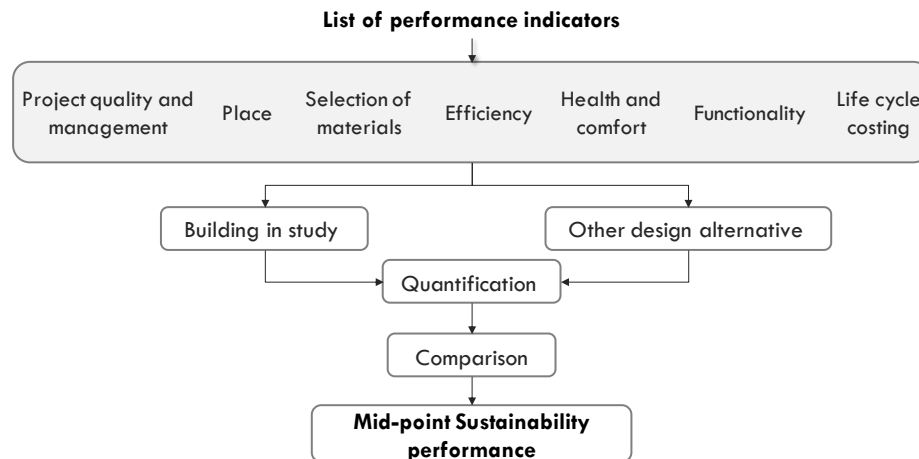 List of performance indicators
Project quality and
management
Place
Selection of
materials
Efficiency
Health and
comfort
Functionality
Life cycle
costing
Building in study
Other design alternative
Quantification
Comparison
Mid-point Sustainability
performance